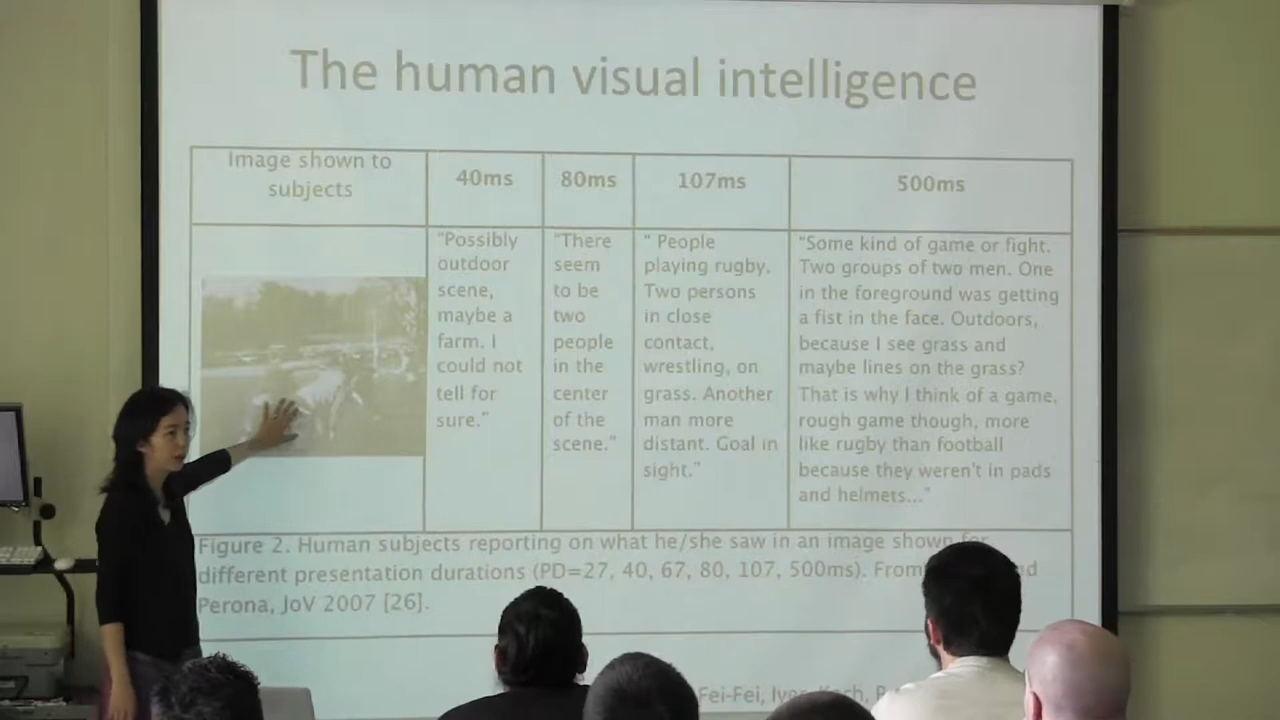 The human visual intelligence
Image shown to
subjects
40ms
80ms
107ms
500ms
"Possibly
outdoor
scene,
maybe a
farm. I
could not
tell for
sure."
"There
seem
to be
two
people
in the
center
of the
scene."
" People
playing rugby.
Two persons
in close
contact,
wrestling, on
grass. Another
man more
distant. Goal in
sight."
"Some kind of game or fight.
Two groups of two men. One
in the foreground was getting
a fist in the face. Outdoors,
because I see grass and
maybe lines on the grass?
That is why I think of a game,
rough game though, more
like rugby than football
because they weren't in pads
and helmets..."
Figure 2. Human subjects reporting on what he/she saw in an image shown for
different presentation durations (PD=27, 40, 67, 80, 107, 500ms). From
Perona, JoV 2007 [26].
Fei-Fei,